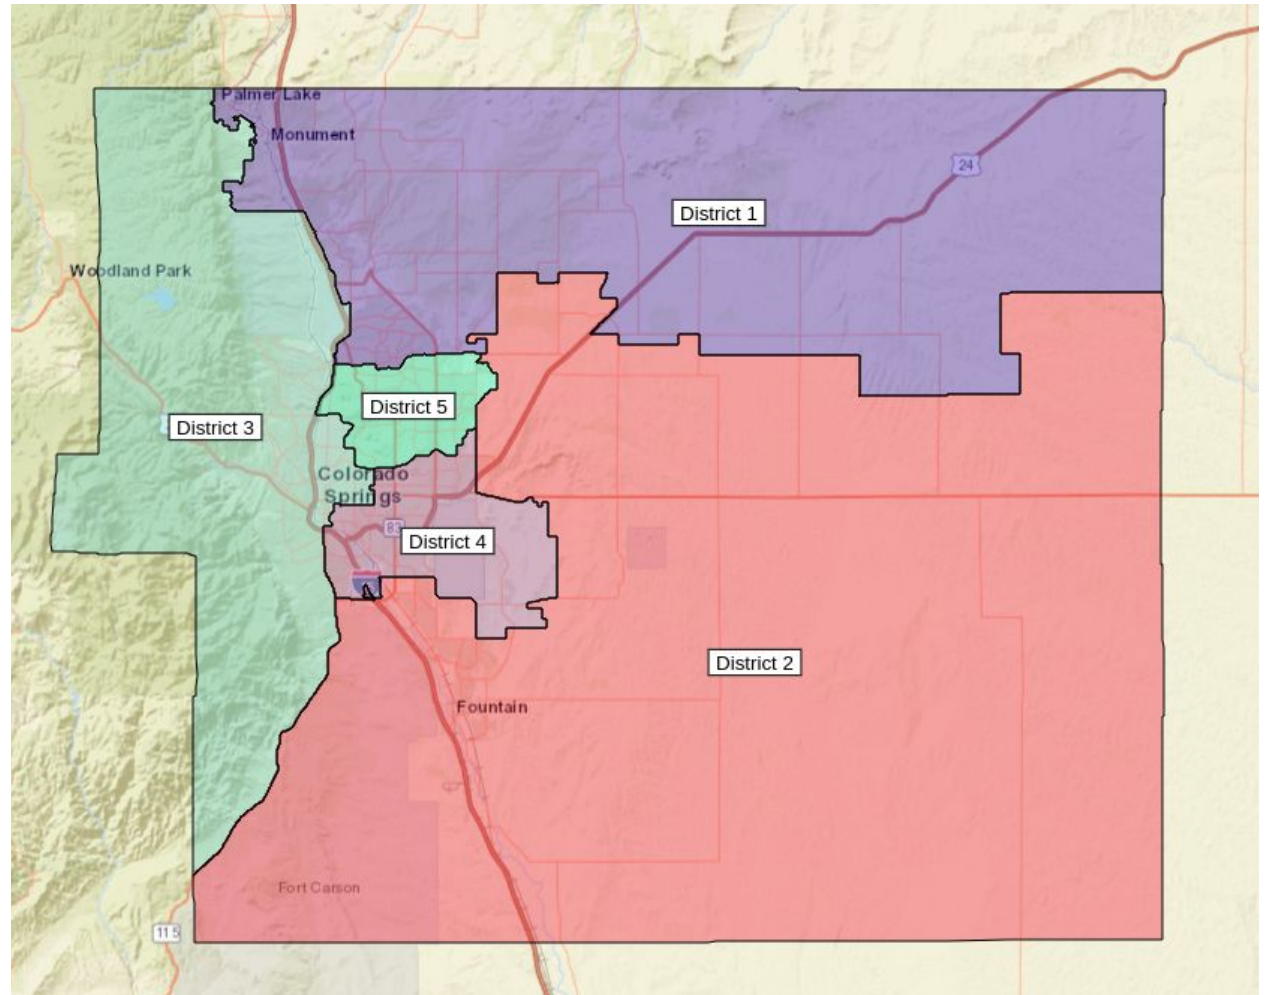 Palmer Lake
Monument
24
District 1
Woodland Park
District 5
District 3
Colorado
Springs
83
District 4
District 2
Fountain
Fort Carson
115